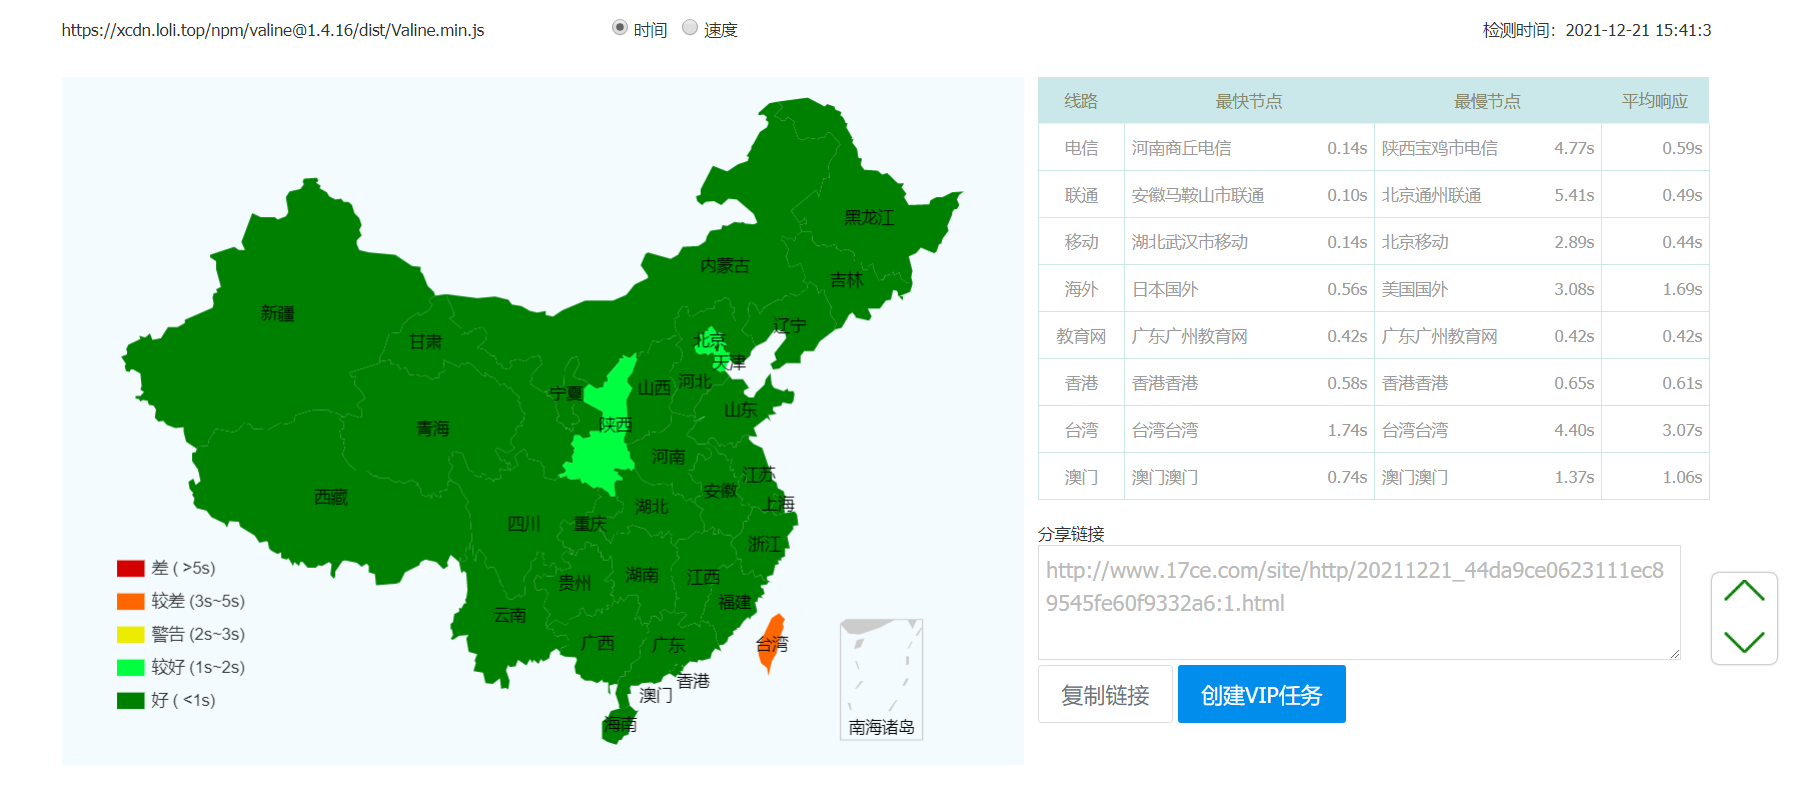 https://xcdn.loli.top/npm/valine@1.4.16/dist/Valine.min.js 时间 速度 检测时间：2021-12-21 15:41:3
黑龙江
内蒙古
吉林
新疆
辽宁
甘肃
北京
天津
宁夏
山西
河北
山东
陕西
青海
河南
江苏
安徽
西藏
上海
湖北
四川
重庆
浙江
湖南
江西
贵州
福建
云南
广西
广东
台湾
香港
澳门
海南
南海诸岛
差 ( >5s)
较差 (3s~5s)
警告 (2s~3s)
较好 (1s~2s)
好 ( <1s)
线路 最快节点 最慢节点 平均响应
电信 河南商丘电信 0.14s 陕西宝鸡市电信 4.77s 0.59s
联通 安徽马鞍山市联通 0.10s 北京通州联通 5.41s 0.49s
移动 湖北武汉市移动 0.14s 北京移动 2.89s 0.44s
海外 日本国外 0.56s 美国国外 3.08s 1.69s
教育网 广东广州教育网 0.42s 广东广州教育网 0.42s 0.42s
香港 香港香港 0.58s 香港香港 0.65s 0.61s
台湾 台湾台湾 1.74s 台湾台湾 4.40s 3.07s
澳门 澳门澳门 0.74s 澳门澳门 1.37s 1.06s
分享链接
http://www.17ce.com/site/http/20211221_44da9ce0623111ec8
9545fe60f9332a6:1.html
复制链接 创建VIP任务